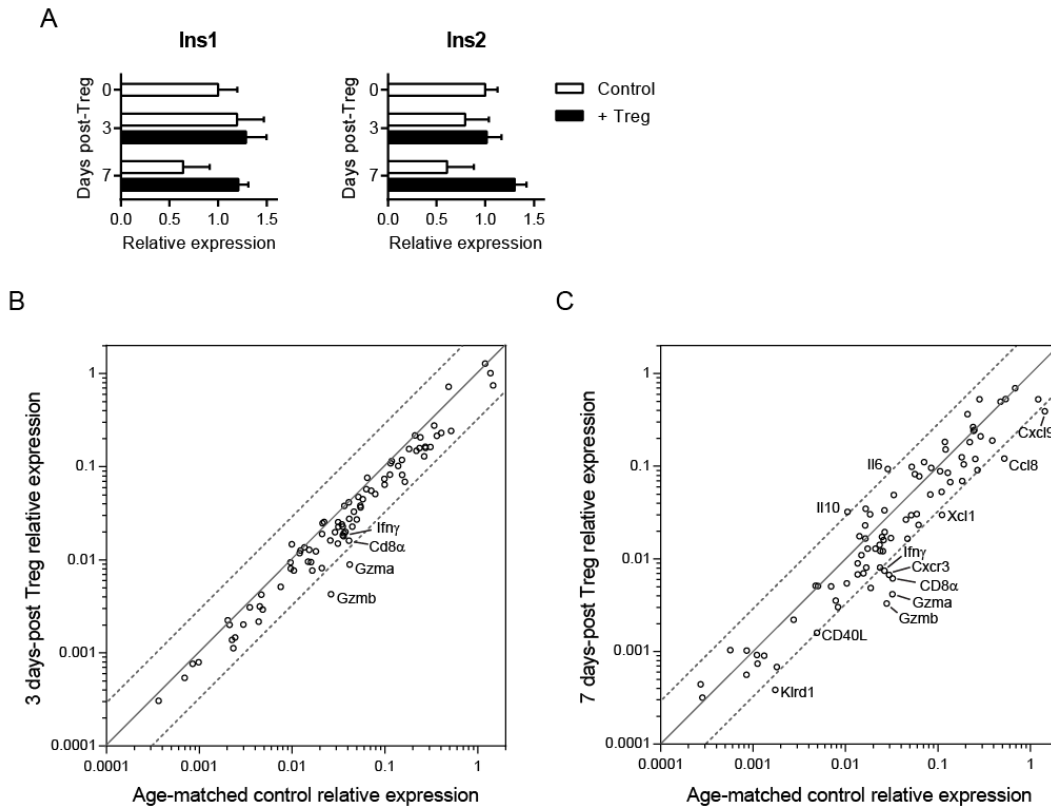 A
Ins1
Ins2
Days post-Treg
0
3
7
0.0 0.5 1.0 1.5
Relative expression
Days post-Treg
0
3
7
0.0 0.5 1.0 1.5
Relative expression
Control
+ Treg
B
3 days-post Treg relative expression
1
0.1
0.01
0.001
0.0001
Ifnγ
Cd8α
Gzma
Gzmb
0.0001 0.001 0.01 0.1 1
Age-matched control relative expression
C
7 days-post Treg relative expression
1
0.1
0.01
0.001
0.0001
Cxcl9
Il6
Ccl8
Il10
Xcl1
Ifnγ
Cxcr3
CD8α
Gzma
Gzmb
CD40L
Klrd1
0.0001 0.001 0.01 0.1 1
Age-matched control relative expression